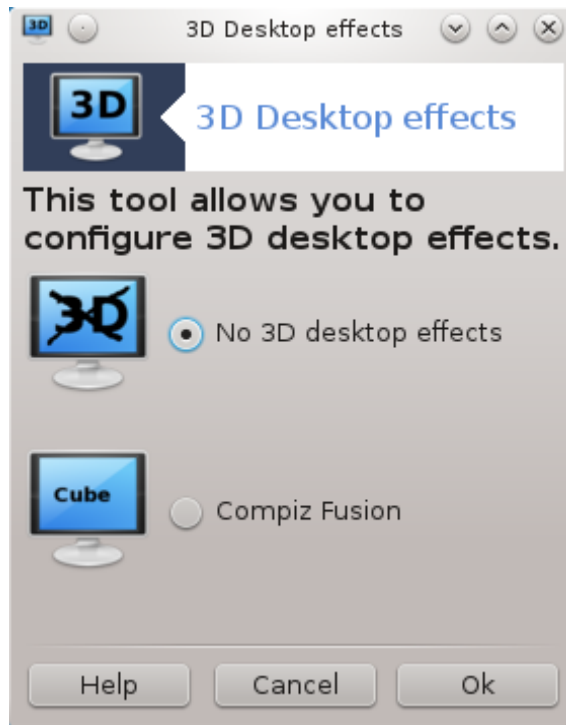 3D
3D Desktop effects
3D
3D Desktop effects
This tool allows you to
configure 3D desktop effects.
3D
No 3D desktop effects
Cube
Compiz Fusion
Help
Cancel
Ok